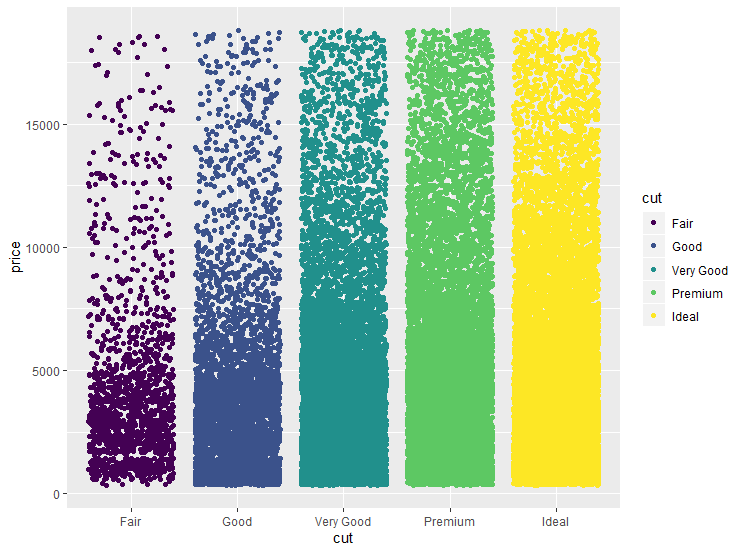 15000
10000
5000
0
price
Fair
Good
Very Good
Premium
Ideal
cut
cut
Fair
Good
Very Good
Premium
Ideal